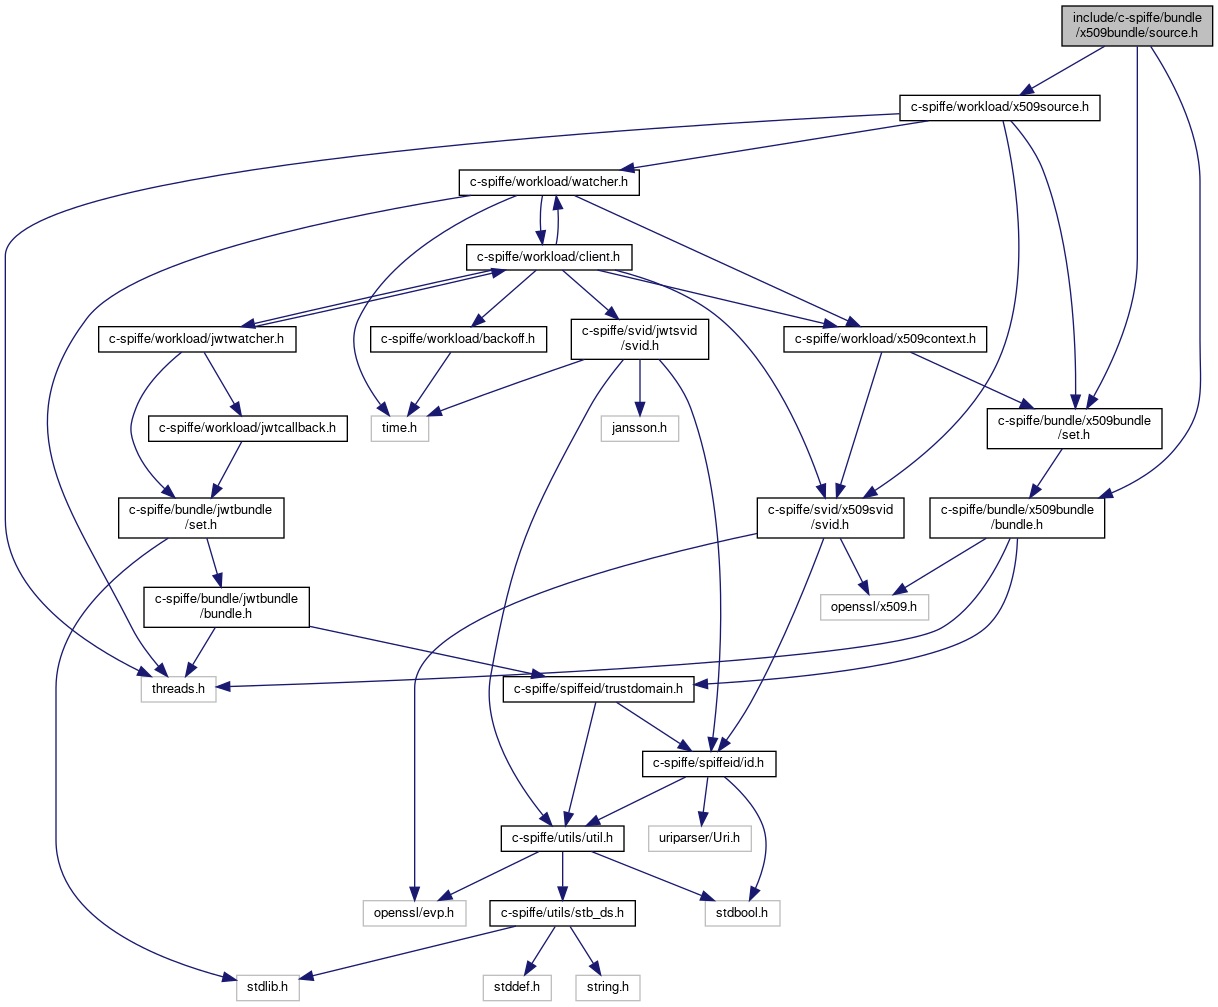 include/c-spiffe/bundle
/x509bundle/source.h
c-spiffe/workload/x509source.h
c-spiffe/workload/watcher.h
c-spiffe/workload/client.h
c-spiffe/workload/jwtwatcher.h
c-spiffe/workload/backoff.h
c-spiffe/svid/jwtsvid
/svid.h
c-spiffe/workload/x509context.h
c-spiffe/workload/jwtcallback.h
time.h
jansson.h
c-spiffe/bundle/x509bundle
/set.h
c-spiffe/bundle/jwtbundle
/set.h
c-spiffe/svid/x509svid
/svid.h
c-spiffe/bundle/x509bundle
/bundle.h
c-spiffe/bundle/jwtbundle
/bundle.h
openssl/x509.h
threads.h
c-spiffe/spiffeid/trustdomain.h
c-spiffe/spiffeid/id.h
c-spiffe/utils/util.h
uriparser/Uri.h
openssl/evp.h
c-spiffe/utils/stb_ds.h
stdbool.h
stdlib.h
stddef.h
string.h